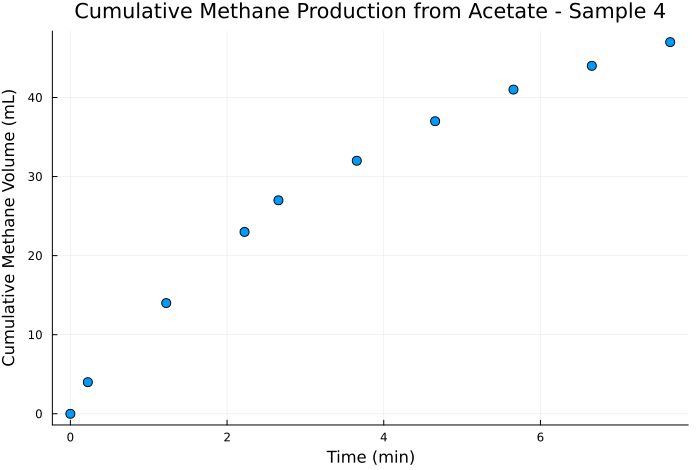 Cumulative Methane Production from Acetate - Sample 4
Cumulative Methane Volume (mL)
40
30
20
10
0
0 2 4 6
Time (min)